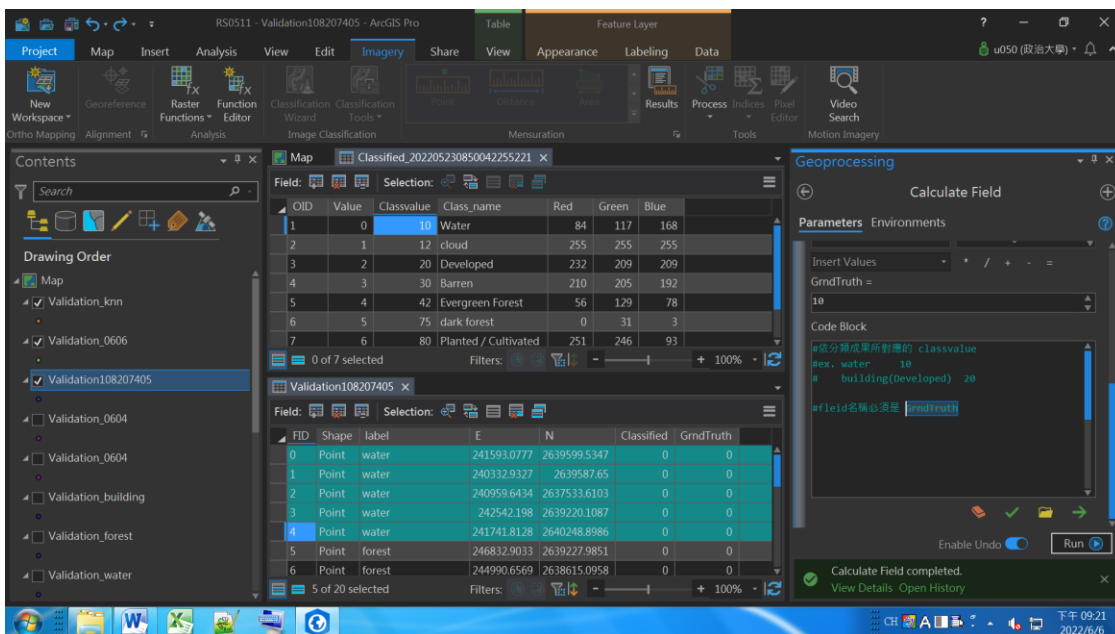 RS0511 - Validation108207405 - ArcGIS Pro
Table
Feature Layer
?
Project Map Insert Analysis View Edit Imagery Share View Appearance Labeling Data
u050 (政治大學)
New Workspace
Georeference
Raster Functions
Function Editor
Classification Wizard
Classification Tools
Point
Distance
Area
Results
Process
Indices
Pixel Editor
Video Search
Ortho Mapping
Alignment
Analysis
Image Classification
Mensuration
Tools
Motion Imagery
Contents
Search
Drawing Order
Map
Validation_knn
Validation_0606
Validation108207405
Validation_0604
Validation_0604
Validation_building
Validation_forest
Validation_water
Map Classified_202205230850042255221
Field: Selection:
OID Value Classvalue Class_name Red Green Blue
1 0 10 Water 84 117 168
2 1 12 cloud 255 255 255
3 2 20 Developed 232 209 209
4 3 30 Barren 210 205 192
5 4 42 Evergreen Forest 56 129 78
6 5 75 dark forest 0 31 3
7 6 80 Planted / Cultivated 251 246 93
0 of 7 selected Filters: - + 100%
Validation108207405
Field: Selection:
FID Shape label E N Classified GrndTruth
0 Point water 241593.0777 2639599.5347 0 0
1 Point water 240332.9327 2639587.65 0 0
2 Point water 240959.6434 2637533.6103 0 0
3 Point water 242542.198 2639220.1087 0 0
4 Point water 241741.8128 2640248.8986 0 0
5 Point forest 246832.9033 2639227.9851 0 0
6 Point forest 244990.6569 2638615.0958 0 0
5 of 20 selected Filters: - + 100%
Geoprocessing
Calculate Field
Parameters Environments
Insert Values * / + - =
GrndTruth =
10
Code Block
#依分類成果所對應的 classvalue
#ex. water 10
# building(Developed) 20
#fleid名稱必須是 GrndTruth
Enable Undo
Run
Calculate Field completed.
View Details Open History
CH
下午 09:21
2022/6/6